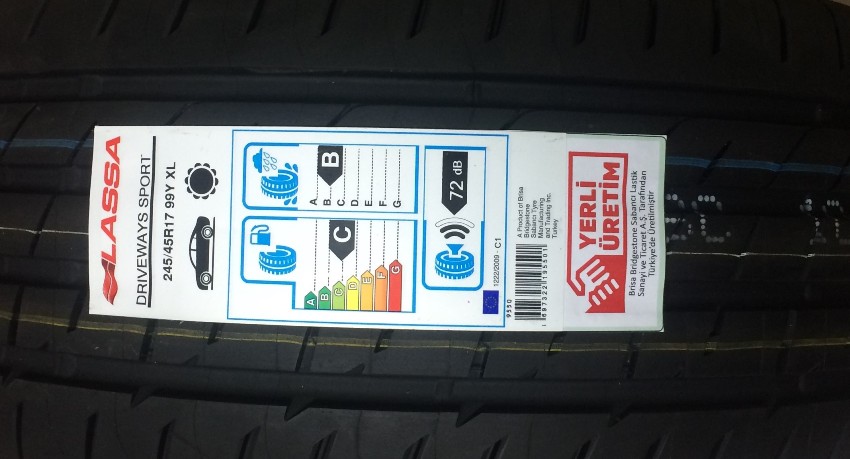 LASSA
DRIVEWAYS SPORT
245/45R17 99Y XL
A
B
C
D
E
F
G
C
A
B
C
D
E
F
G
B
72 dB
1222/2009 - C1
A Product of Brisa
Bridgestone
Sabancı Tyre
Manufacturing
and Trading Inc.
Turkey
9550
YERLİ
ÜRETİM
Brisa Bridgestone Sabancı Lastik
Sanayi ve Ticaret A.Ş. Tarafından
Türkiye'de Üretilmiştir